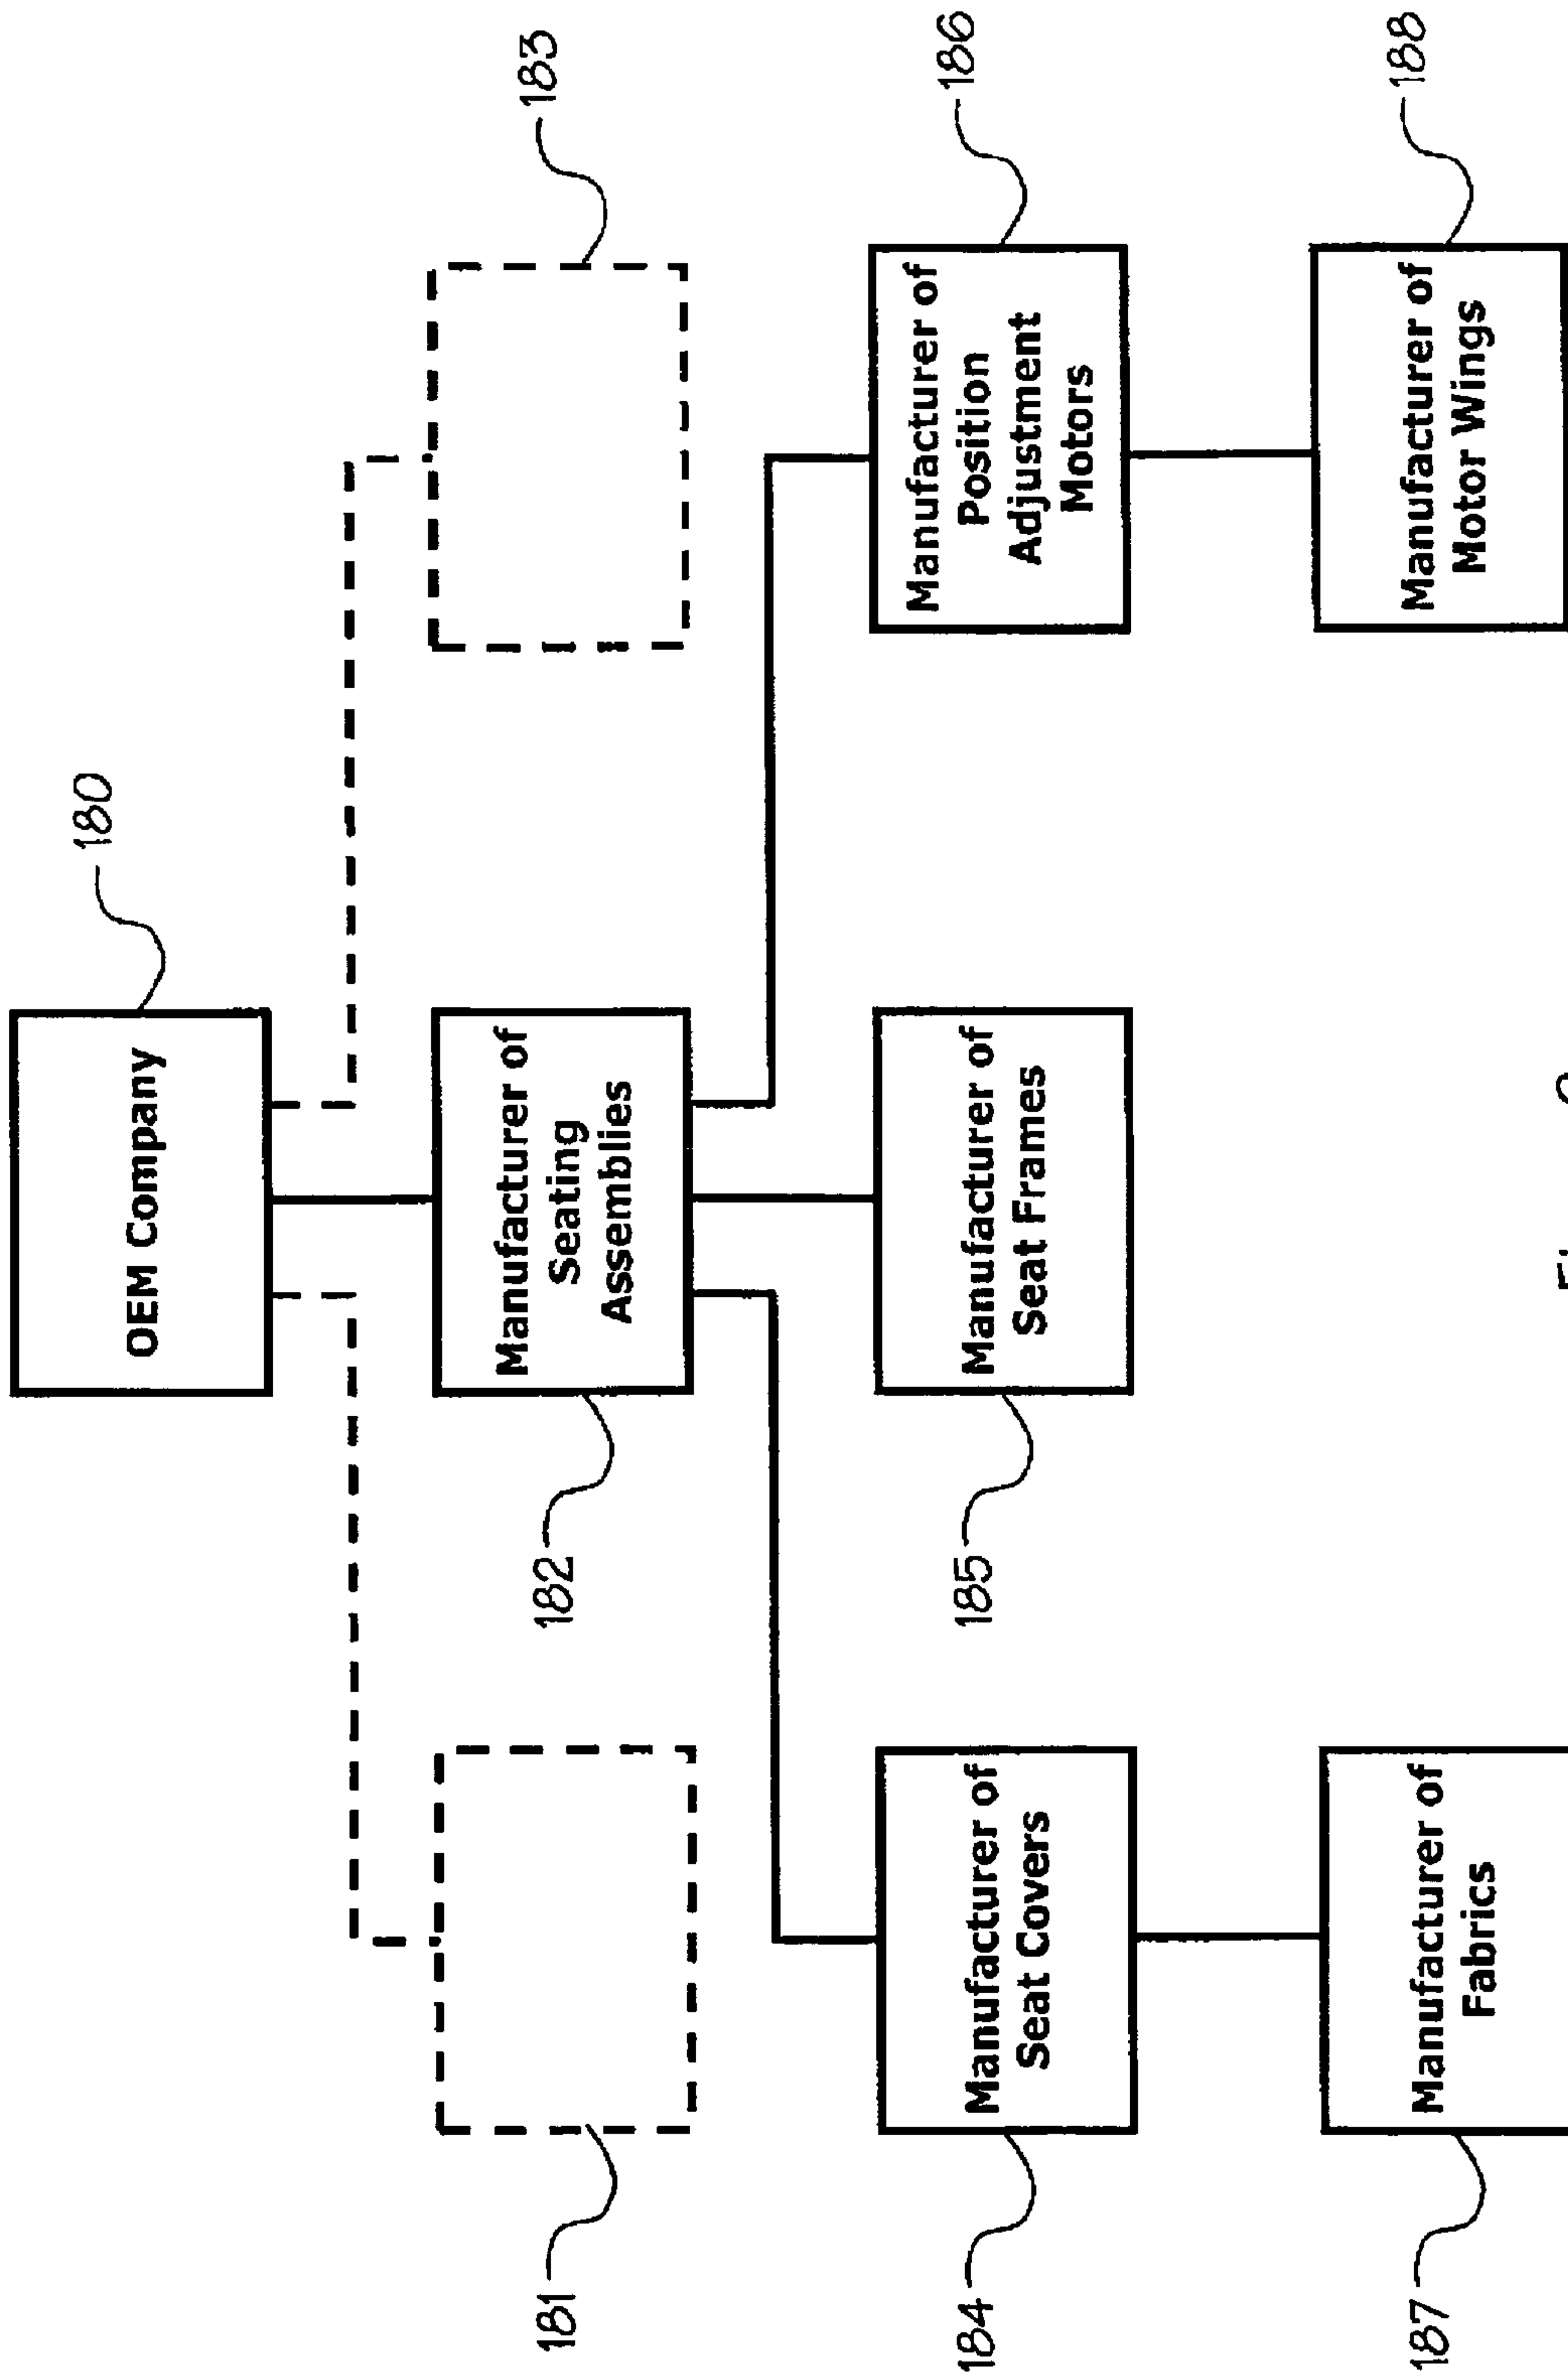 180
OEM Company
183
182
Manufacturer of
Seating
Assemblies
181
186
Manufacturer of
Position
Adjustment
Motors
185
Manufacturer of
Seat Frames
184
Manufacturer of
Seat Covers
188
Manufacturer of
Motor Wings
187
Manufacturer of
Fabrics